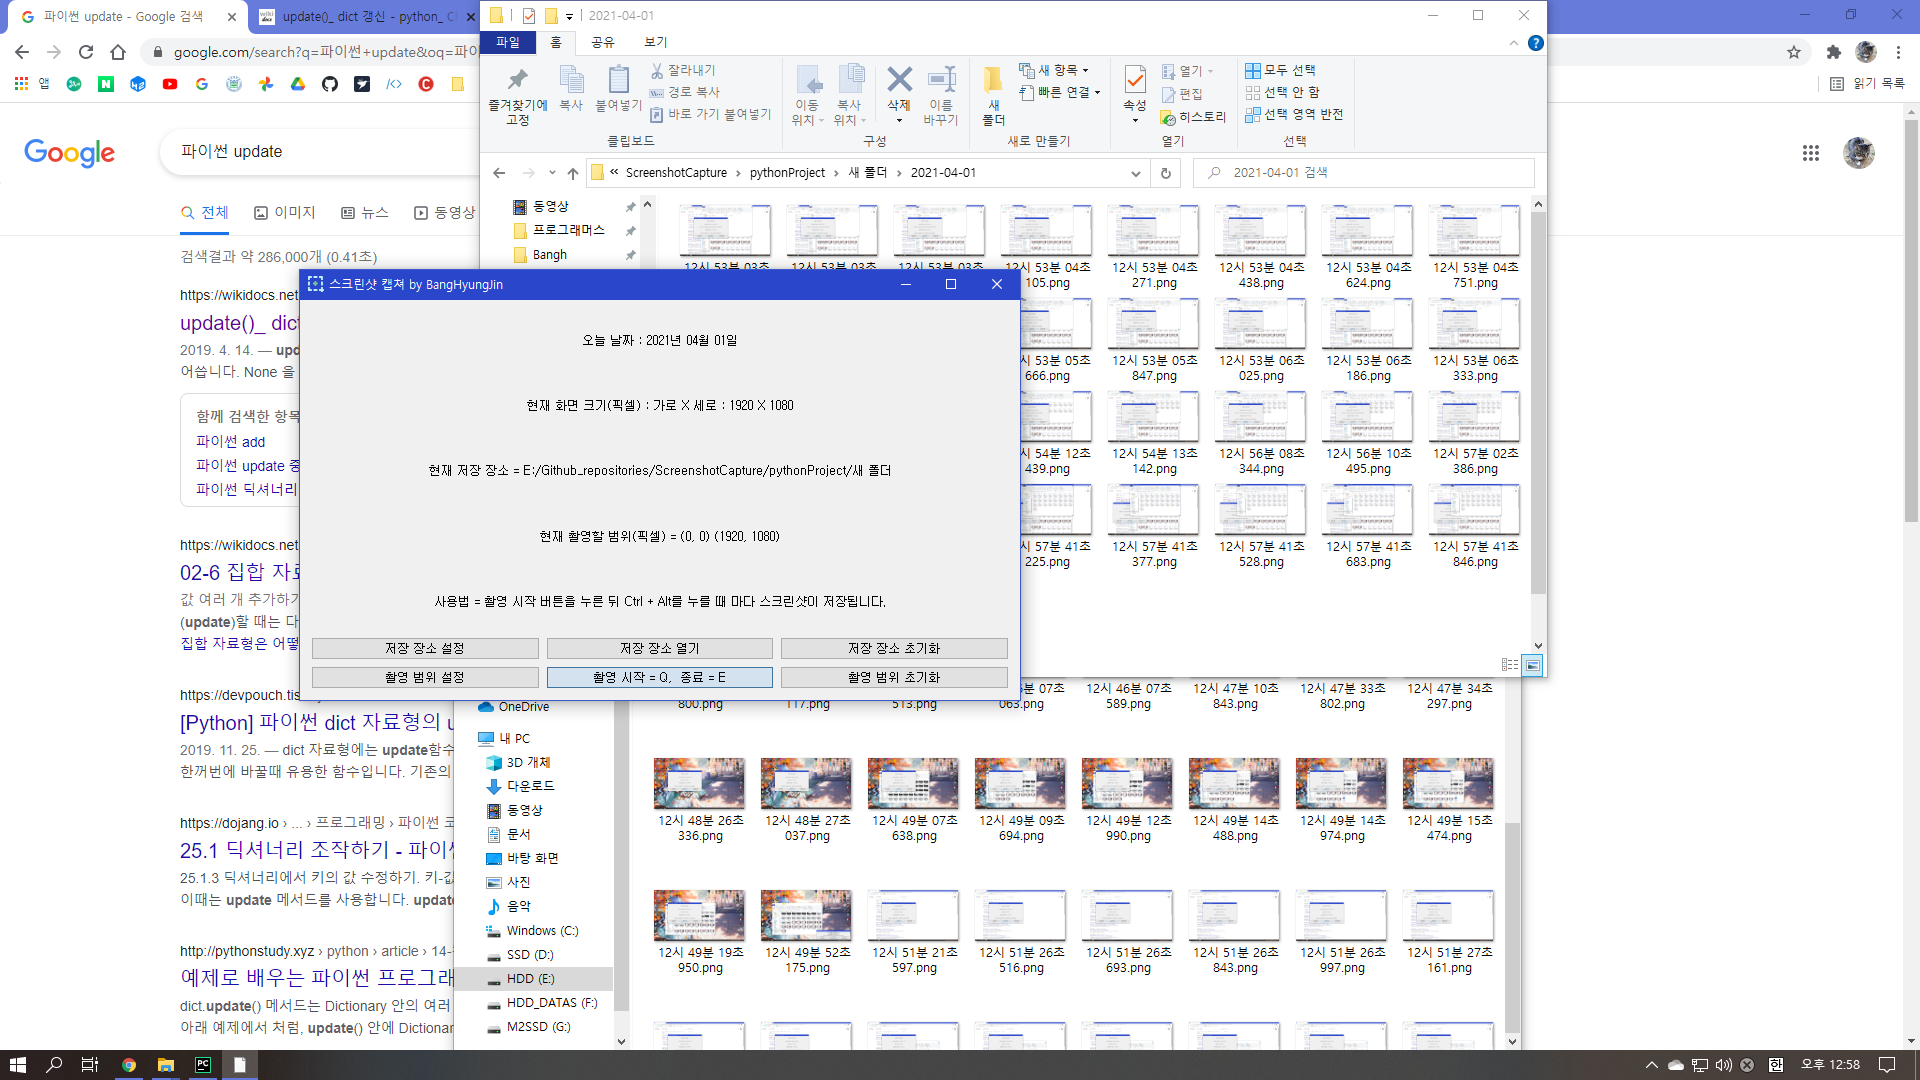 파이썬 update - Google 검색
update()_ dict 갱신 - python_ C
google.com/search?q=파이썬+update&oq=파이
앱
읽기 목록
Google
파이썬 update
전체
이미지
뉴스
동영상
검색결과 약 286,000개 (0.41초)
https://wikidocs.net
update()_ dict
2019. 4. 14. — upd
어씁니다. None 을
함께 검색한 항목
파이썬 add
파이썬 update 중
파이썬 딕셔너리
https://wikidocs.net
02-6 집합 자료
값 여러 개 추가하기
(update)할 때는 다
집합 자료형은 어떻
https://devpouch.tis
[Python] 파이썬 dict 자료형의 u
2019. 11. 25. — dict 자료형에는 update함수
한꺼번에 바꿀때 유용한 함수입니다. 기존의
https://dojang.io › ... › 프로그래밍 › 파이썬 코
25.1 딕셔너리 조작하기 - 파이썬
25.1.3 딕셔너리에서 키의 값 수정하기. 키-값
이때는 update 메서드를 사용합니다. updat
http://pythonstudy.xyz › python › article › 14-
예제로 배우는 파이썬 프로그래
dict.update() 메서드는 Dictionary 안의 여러
아래 예제에서 처럼, update() 안에 Dictionar
2021-04-01
파일
홈
공유
보기
즐겨찾기에 고정
복사
붙여넣기
잘라내기
경로 복사
바로 가기 붙여넣기
클립보드
이동 위치
복사 위치
삭제
이름 바꾸기
구성
새 폴더
새 항목
빠른 연결
새로 만들기
속성
열기
편집
히스토리
열기
모두 선택
선택 안 함
선택 영역 반전
선택
« ScreenshotCapture › pythonProject › 새 폴더 › 2021-04-01
2021-04-01 검색
동영상
프로그래머스
Bangh
12시 53분 03초
12시 53분 03초
12시 53분 03초
12시 53분 04초 105.png
12시 53분 04초 271.png
12시 53분 04초 438.png
12시 53분 04초 624.png
12시 53분 04초 751.png
시 53분 05초 666.png
12시 53분 05초 847.png
12시 53분 06초 025.png
12시 53분 06초 186.png
12시 53분 06초 333.png
시 54분 12초 439.png
12시 54분 13초 142.png
12시 56분 08초 344.png
12시 56분 10초 495.png
12시 57분 02초 386.png
시 57분 41초 225.png
12시 57분 41초 377.png
12시 57분 41초 528.png
12시 57분 41초 683.png
12시 57분 41초 846.png
스크린샷 캡쳐 by BangHyungJin
오늘 날짜 : 2021년 04월 01일
현재 화면 크기(픽셀) : 가로 X 세로 : 1920 X 1080
현재 저장 장소 = E:/Github_repositories/ScreenshotCapture/pythonProject/새 폴더
현재 촬영할 범위(픽셀) = (0, 0) (1920, 1080)
사용법 = 촬영 시작 버튼을 누른 뒤 Ctrl + Alt를 누를 때 마다 스크린샷이 저장됩니다.
저장 장소 설정
저장 장소 열기
저장 장소 초기화
촬영 범위 설정
촬영 시작 = Q, 종료 = E
촬영 범위 초기화
OneDrive
내 PC
3D 개체
다운로드
동영상
문서
바탕 화면
사진
음악
Windows (C:)
SSD (D:)
HDD (E:)
HDD_DATAS (F:)
M2SSD (G:)
800.png
117.png
513.png
6분 07초 063.png
12시 46분 07초 589.png
12시 47분 10초 843.png
12시 47분 33초 802.png
12시 47분 34초 297.png
12시 48분 26초 336.png
12시 48분 27초 037.png
12시 49분 07초 638.png
12시 49분 09초 694.png
12시 49분 12초 990.png
12시 49분 14초 488.png
12시 49분 14초 974.png
12시 49분 15초 474.png
12시 49분 19초 950.png
12시 49분 52초 175.png
12시 51분 21초 597.png
12시 51분 26초 516.png
12시 51분 26초 693.png
12시 51분 26초 843.png
12시 51분 26초 997.png
12시 51분 27초 161.png
한
오후 12:58